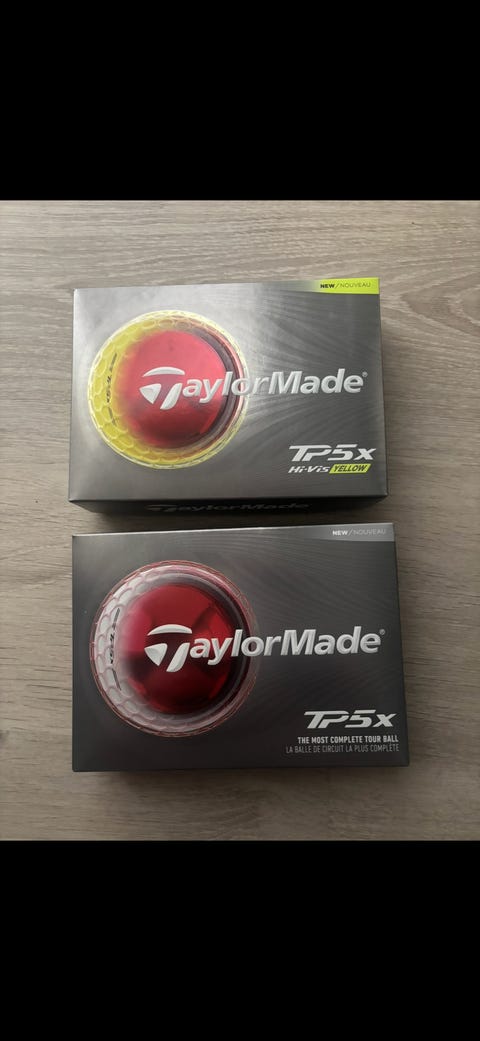 NEW/NOUVEAU
TaylorMade®
TP5x
Hi-Vis YELLOW
TaylorMade
NEW/NOUVEAU
TaylorMade®
TP5x
THE MOST COMPLETE TOUR BALL
LA BALLE DE CIRCUIT LA PLUS COMPLÈTE